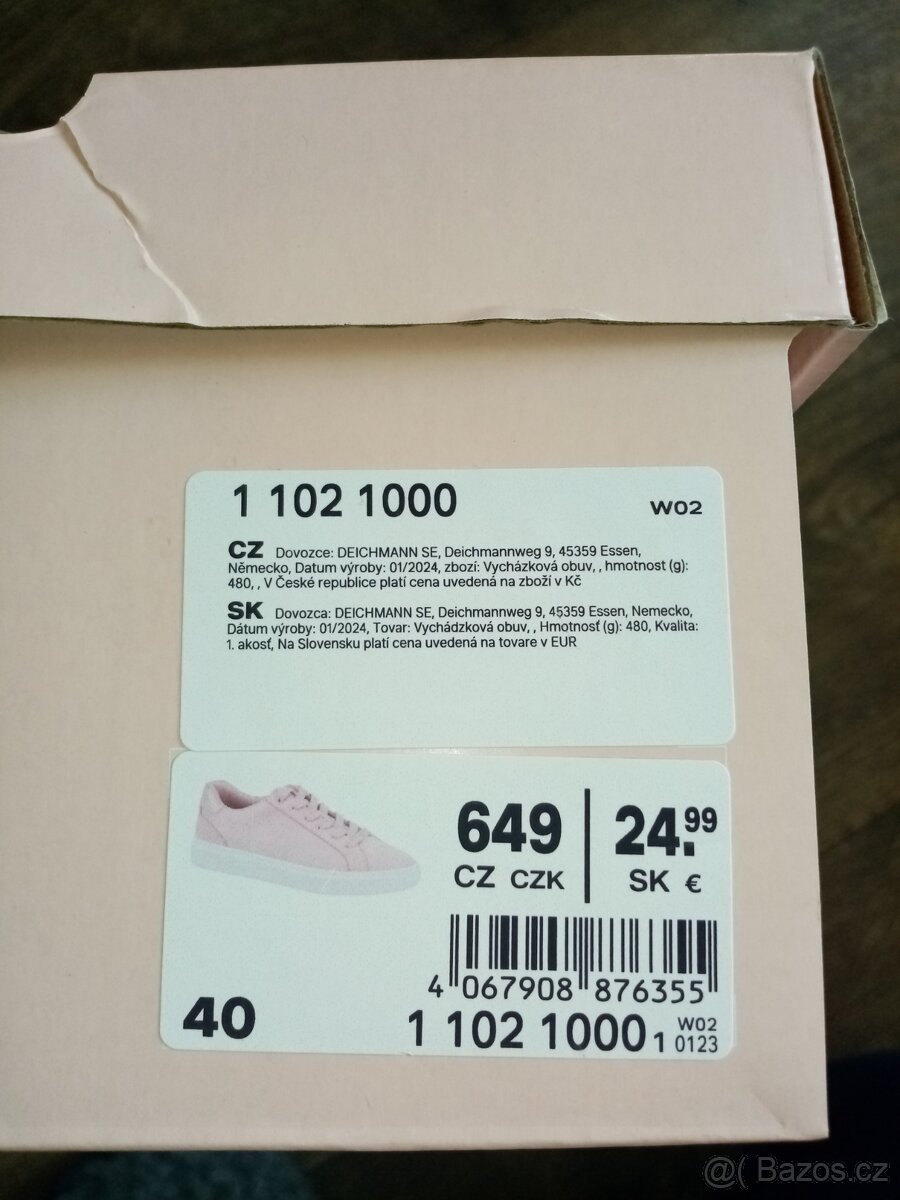 1 102 1000
W02
CZ Dovozce: DEICHMANN SE, Deichmannweg 9, 45359 Essen,
Německo, Datum výroby: 01/2024, zbozí: Vycházková obuv, , hmotnost (g):
480, , V České republice platí cena uvedená na zboží v Kč
SK Dovozca: DEICHMANN SE, Deichmannweg 9, 45359 Essen, Nemecko,
Dátum výroby: 01/2024, Tovar: Vychádzková obuv, , Hmotnosť (g): 480, Kvalita:
1. akosť, Na Slovensku platí cena uvedená na tovare v EUR
649
CZ CZK
24.99
SK €
4 067908 876355
40
1 102 1000 1
W02
0123
@( Bazos.cz